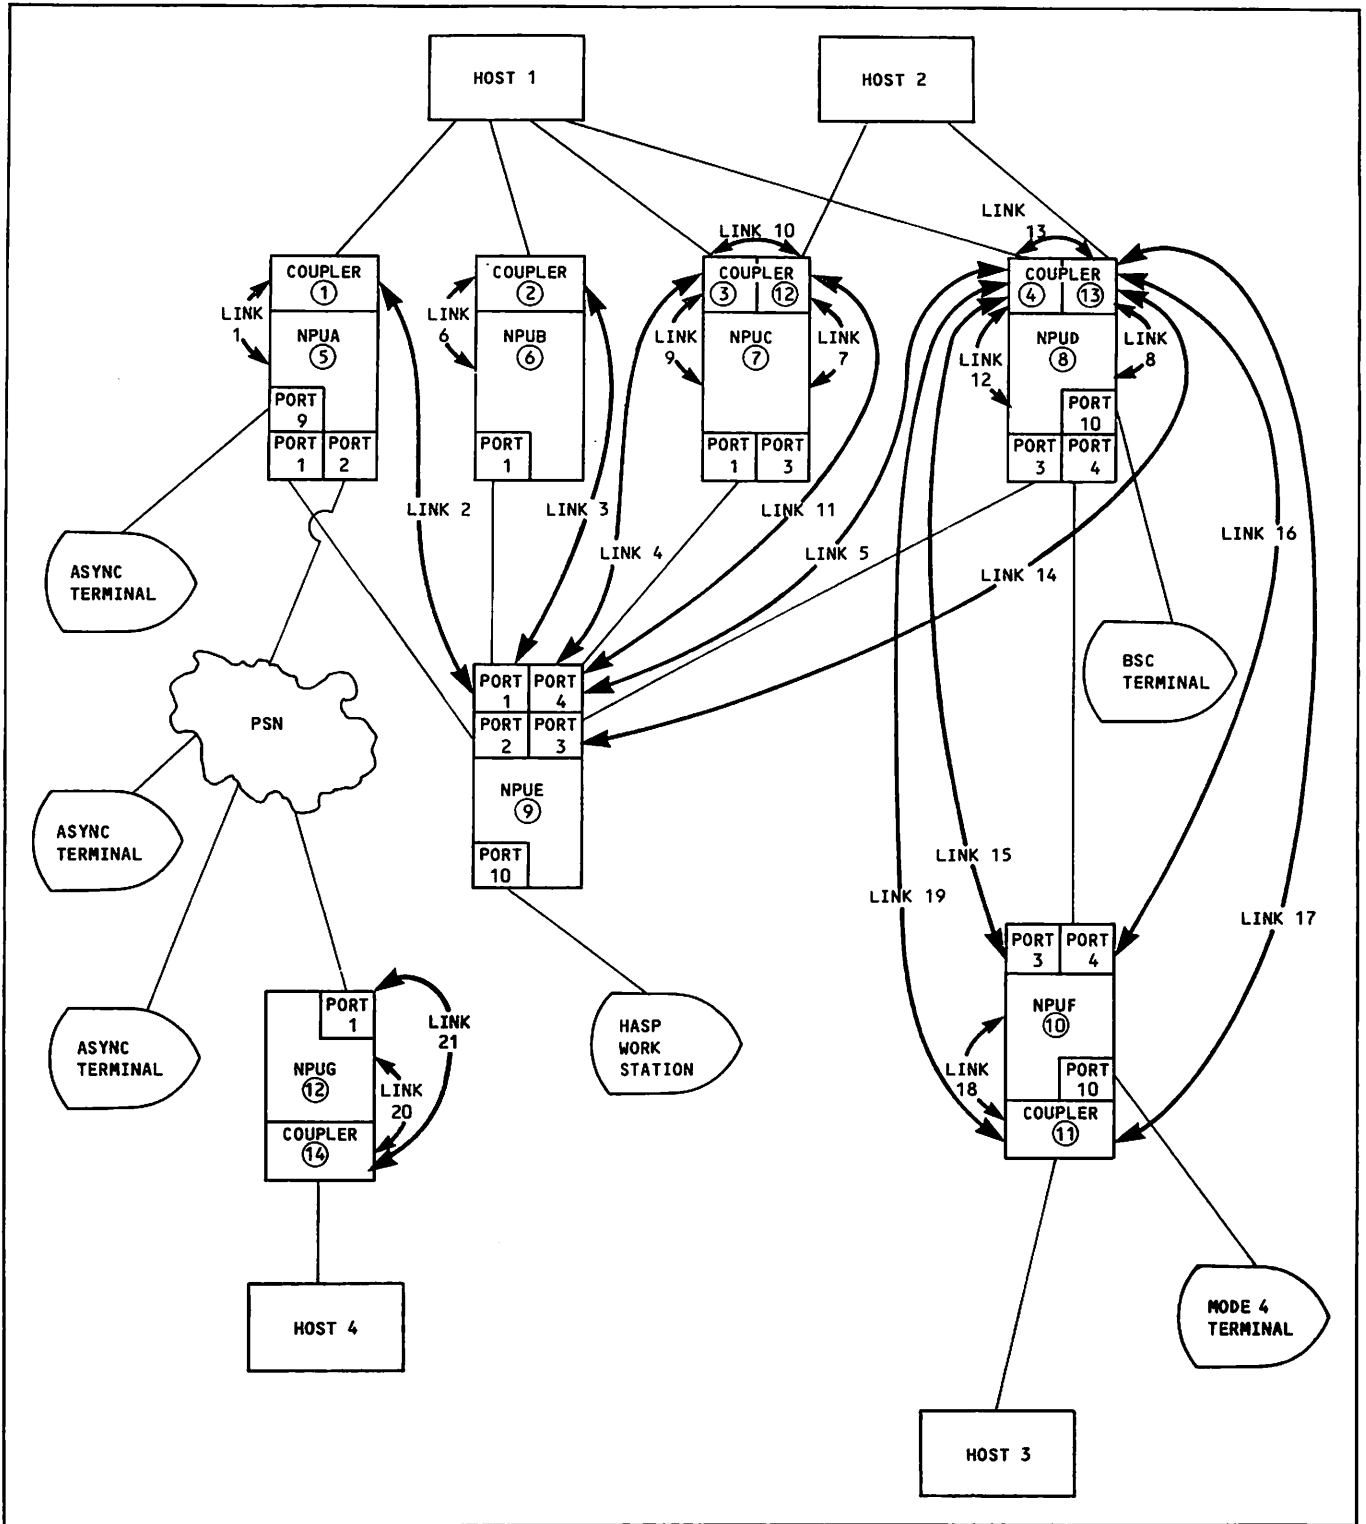 HOST 1
HOST 2
LINK
13
LINK 10
COUPLER
1
COUPLER
2
COUPLER
3 12
COUPLER
4 13
LINK
1
LINK
6
LINK
9
LINK
7
LINK
12
LINK
8
NPUA
5
NPUB
6
NPUC
7
NPUD
8
PORT
9
PORT
1
PORT
2
PORT
1
PORT
1
PORT
3
PORT
10
PORT
3
PORT
4
LINK 2
LINK 3
LINK 11
LINK 4
LINK 5
LINK 16
LINK 14
ASYNC
TERMINAL
BSC
TERMINAL
PSN
PORT
1
PORT
4
PORT
2
PORT
3
NPUE
9
PORT
10
ASYNC
TERMINAL
LINK 15
LINK 19
LINK 17
PORT
3
PORT
4
NPUF
10
PORT
10
LINK
18
COUPLER
11
PORT
1
LINK
21
NPUG
12
LINK
20
COUPLER
14
ASYNC
TERMINAL
HASP
WORK
STATION
HOST 4
MODE 4
TERMINAL
HOST 3